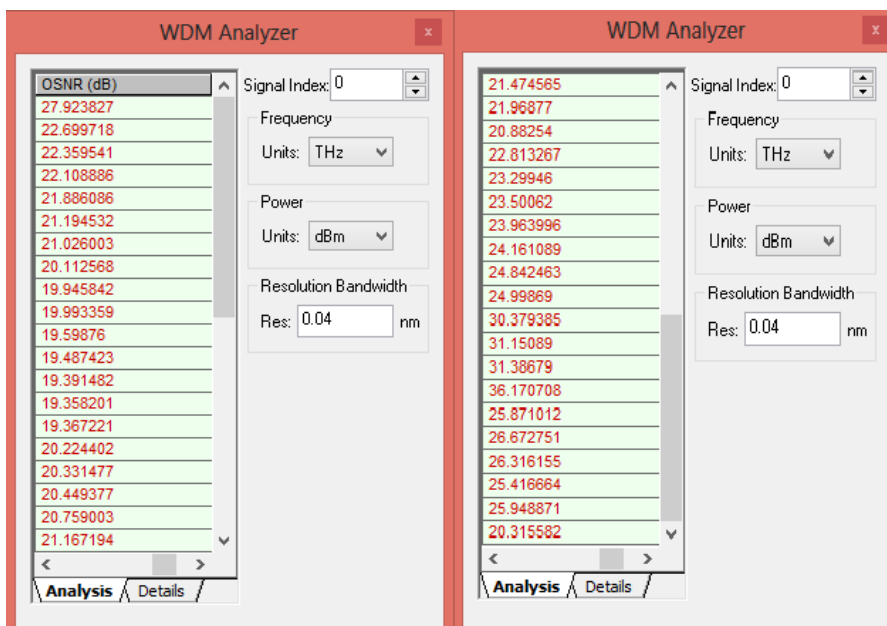 WDM Analyzer
x
OSNR (dB)
27.923827
22.699718
22.359541
22.108886
21.886086
21.194532
21.026003
20.112568
19.945842
19.993359
19.59876
19.487423
19.391482
19.358201
19.367221
20.224402
20.331477
20.449377
20.759003
21.167194
Analysis
Details
Signal Index: 0
Frequency
Units: THz
Power
Units: dBm
Resolution Bandwidth
Res: 0.04 nm
WDM Analyzer
x
21.474565
21.96877
20.88254
22.813267
23.29946
23.50062
23.963996
24.161089
24.842463
24.99869
30.379385
31.15089
31.38679
36.170708
25.871012
26.672751
26.316155
25.416664
25.948871
20.315582
Analysis
Details
Signal Index: 0
Frequency
Units: THz
Power
Units: dBm
Resolution Bandwidth
Res: 0.04 nm